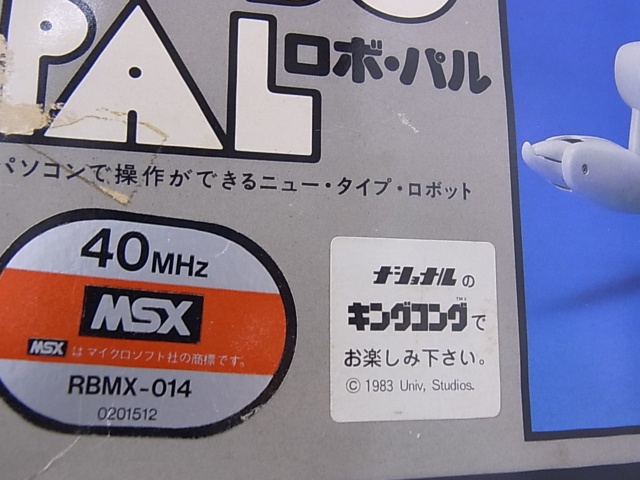 PAL
ロボ・パル
パソコンで操作ができるニュー・タイプ・ロボット
40MHz
MSX
MSX はマイクロソフト社の商標です。
RBMX-014
0201512
ナショナルの
キングコング™で
お楽しみ下さい。
© 1983 Univ, Studios.